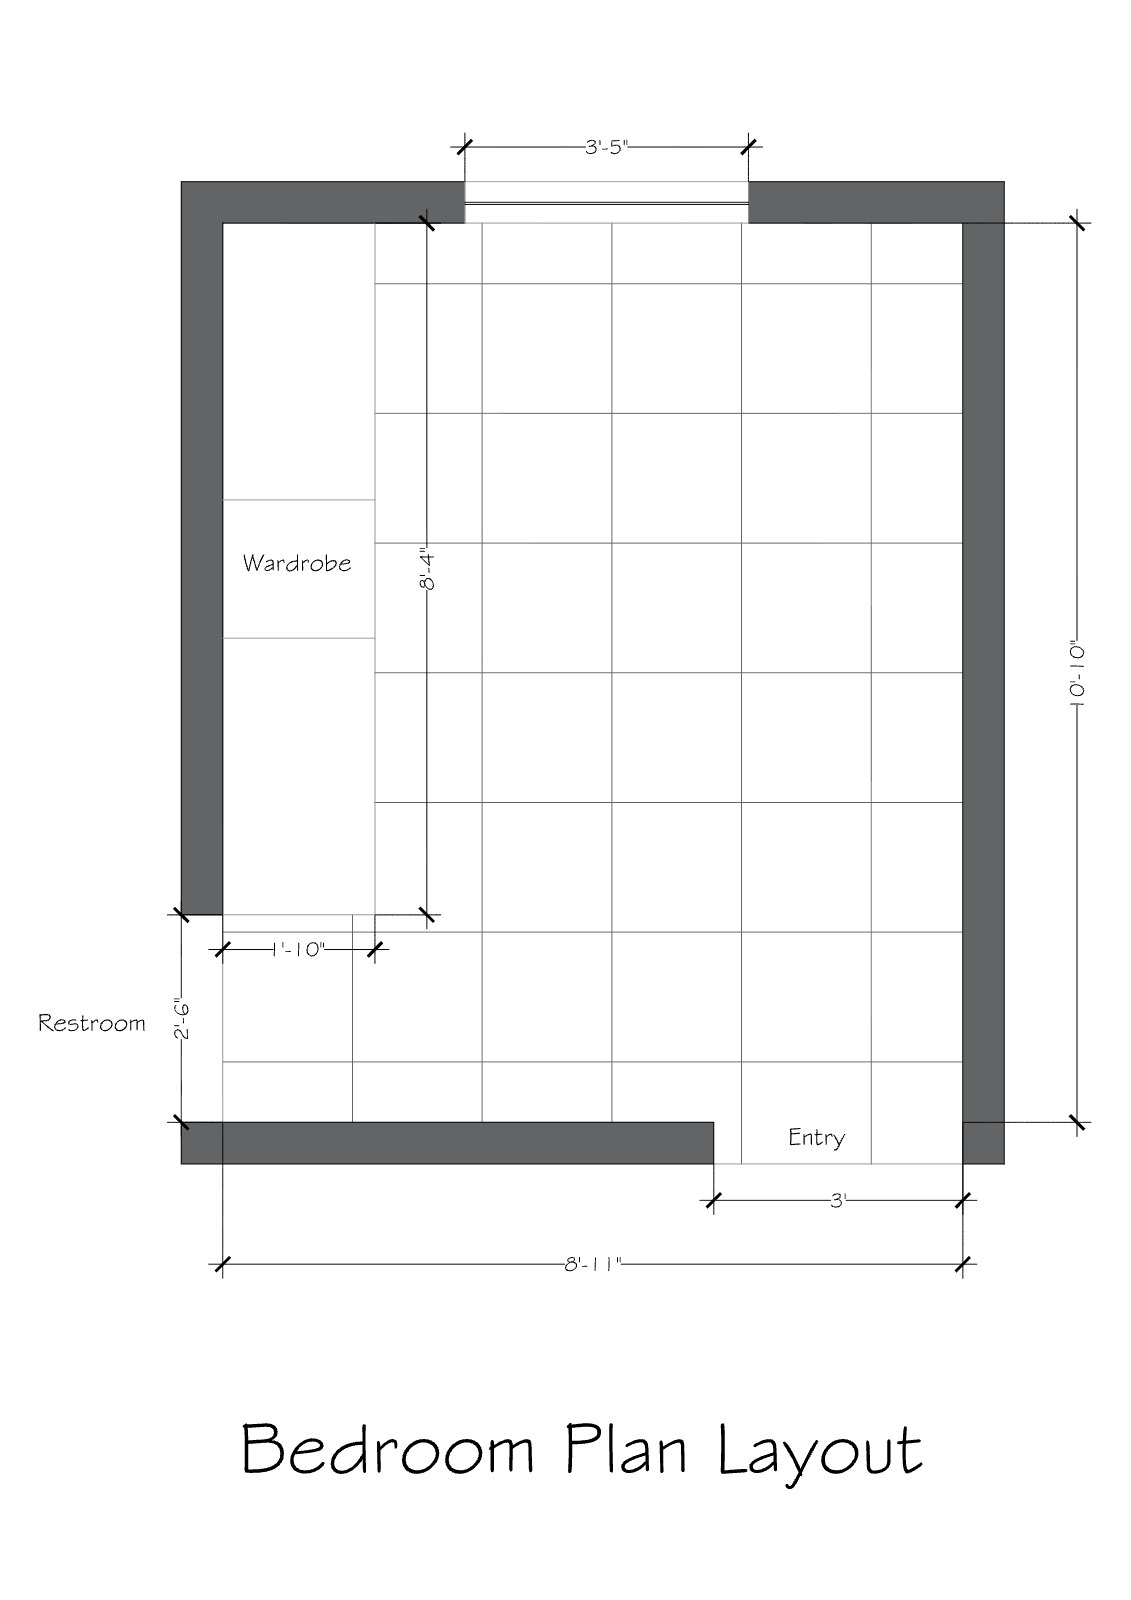 3'-5"
Wardrobe
8'-4"
10'-10"
1'-10"
Restroom
2'-6"
Entry
3'
8'-11"
Bedroom Plan Layout